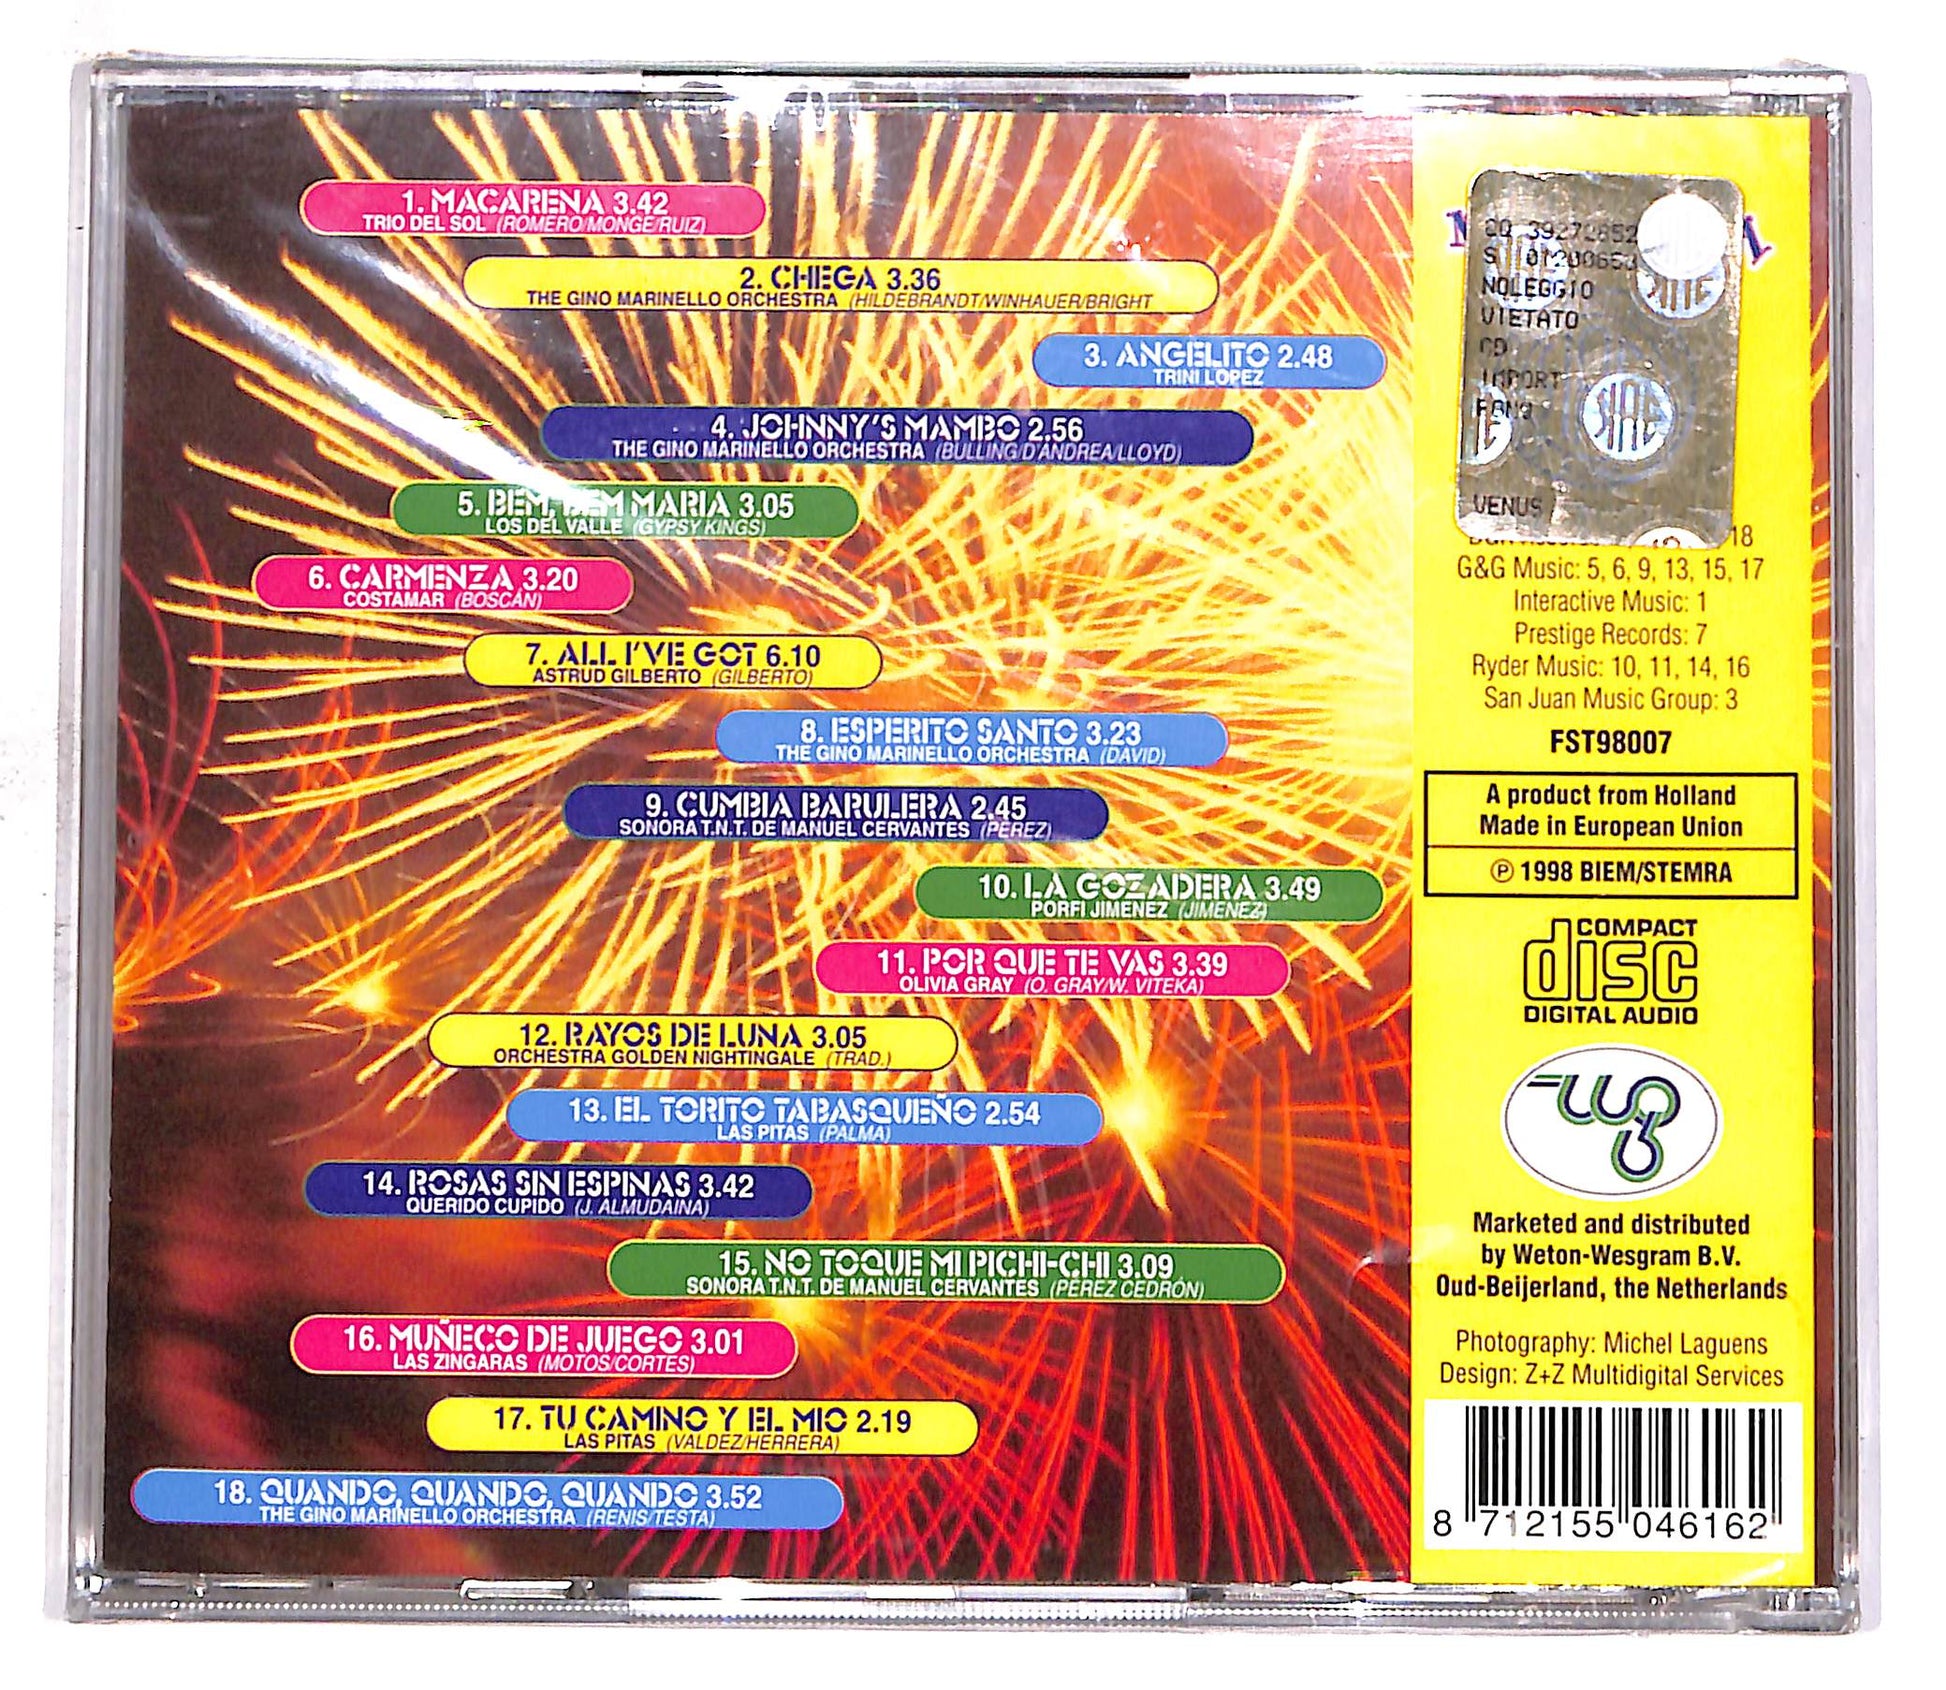 1. MACARENA 3.42
TRIO DEL SOL (ROMERO/MONGE/RUIZ)
2. CHEGA 3.36
THE GINO MARINELLO ORCHESTRA (HILDEBRANDT/WINHAUER/BRIGHT
3. ANGELITO 2.48
TRINI LOPEZ
4. JOHNNY'S MAMBO 2.56
THE GINO MARINELLO ORCHESTRA (BULLING/D'ANDREA/LLOYD)
5. BEM, BEM MARIA 3.05
LOS DEL VALLE (GYPSY KINGS)
6. CARMENZA 3.20
COSTAMAR (BOSCÁN)
7. ALL I'VE GOT 6.10
ASTRUD GILBERTO (GILBERTO)
8. ESPERITO SANTO 3.23
THE GINO MARINELLO ORCHESTRA (DAVID)
9. CUMBIA BARULERA 2.45
SONORA T.N.T. DE MANUEL CERVANTES (PÉREZ)
10. LA GOZADERA 3.49
PORFI JIMENEZ (JIMENEZ)
11. POR QUE TE VAS 3.39
OLIVIA GRAY (O. GRAY/W. VITEKA)
12. RAYOS DE LUNA 3.05
ORCHESTRA GOLDEN NIGHTINGALE (TRAD.)
13. EL TORITO TABASQUEÑO 2.54
LAS PITAS (PALMA)
14. ROSAS SIN ESPINAS 3.42
QUERIDO CUPIDO (J. ALMUDAINA)
15. NO TOQUE MI PICHI-CHI 3.09
SONORA T.N.T. DE MANUEL CERVANTES (PÉREZ CEDRÓN)
16. MUÑECO DE JUEGO 3.01
LAS ZINGARAS (MOTOS/CORTES)
17. TU CAMINO Y EL MIO 2.19
LAS PITAS (VALDEZ/HERRERA)
18. QUANDO, QUANDO, QUANDO 3.52
THE GINO MARINELLO ORCHESTRA (RENIS/TESTA)
QQ 39272852
NOLEGGIO
VIETATO
CD
IMPORT
SIAE
VENUS
18
G&G Music: 5, 6, 9, 13, 15, 17
Interactive Music: 1
Prestige Records: 7
Ryder Music: 10, 11, 14, 16
San Juan Music Group: 3
FST98007
A product from Holland
Made in European Union
℗ 1998 BIEM/STEMRA
COMPACT
disc
DIGITAL AUDIO
Marketed and distributed
by Weton-Wesgram B.V.
Oud-Beijerland, the Netherlands
Photography: Michel Laguens
Design: Z+Z Multidigital Services
8 712155 046162